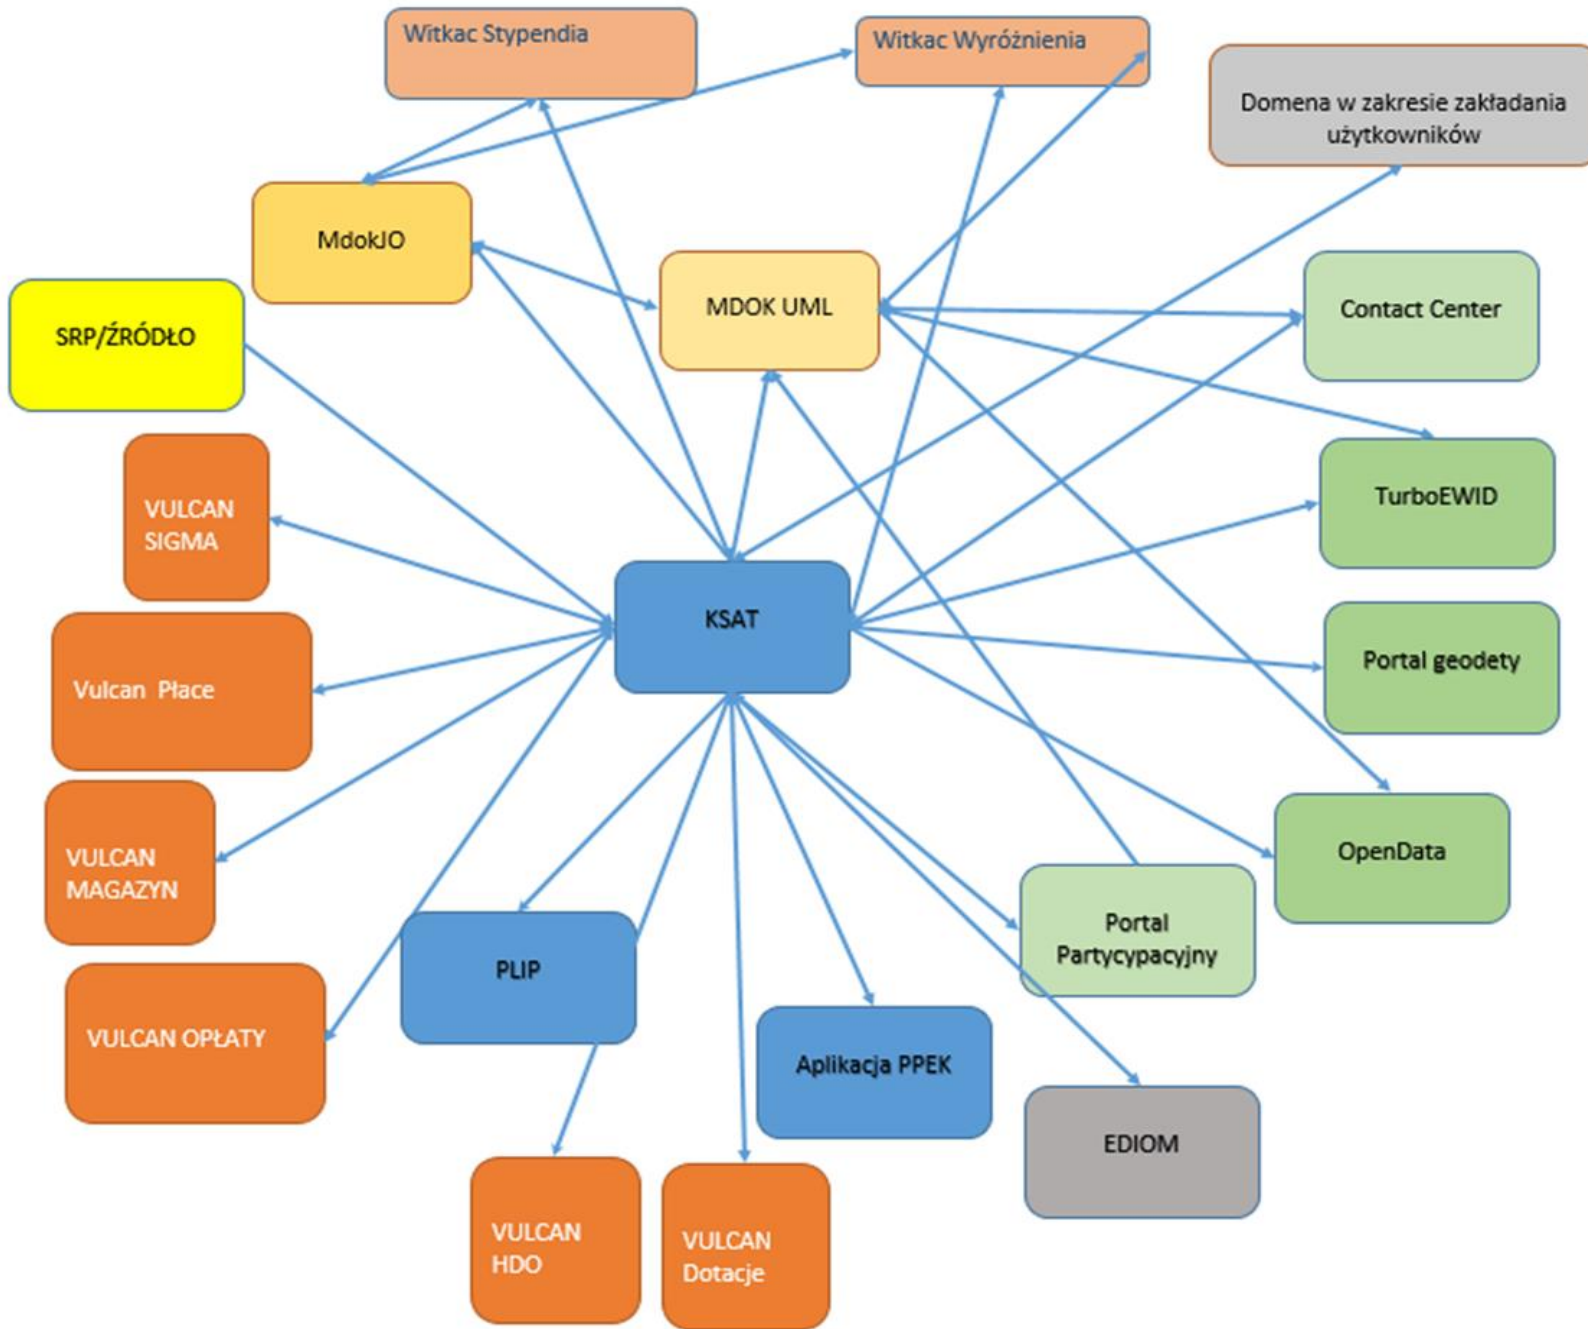 Witkac Stypendia
Witkac Wyróżnienia
Domena w zakresie zakładania
użytkowników
MdokJO
MDOK UML
Contact Center
SRP/ŹRÓDŁO
TurboEWID
VULCAN
SIGMA
KSAT
Portal geodety
Vulcan Płace
OpenData
VULCAN
MAGAZYN
Portal
Partycypacyjny
PLIP
VULCAN OPŁATY
Aplikacja PPEK
EDIOM
VULCAN
HDO
VULCAN
Dotacje